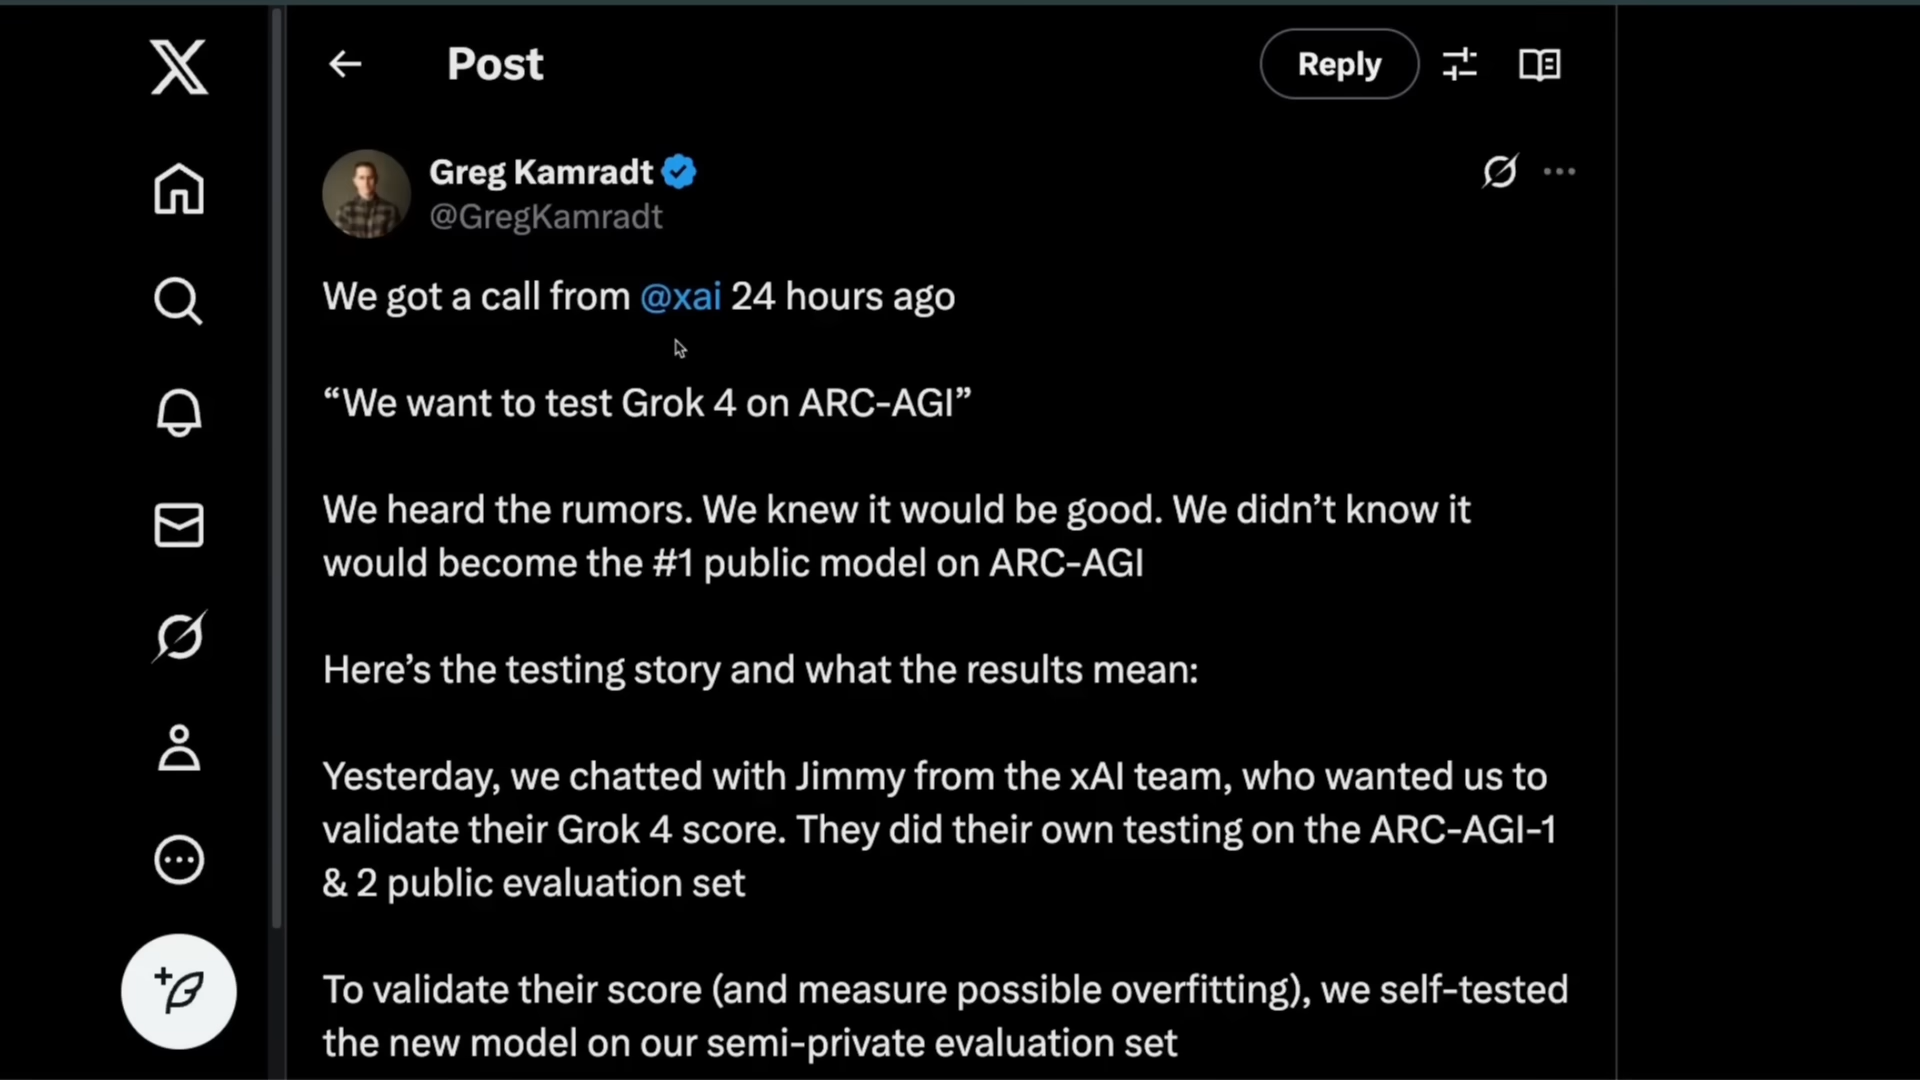 Post
Reply
Greg Kamradt
@GregKamradt
We got a call from @xai 24 hours ago
“We want to test Grok 4 on ARC-AGI”
We heard the rumors. We knew it would be good. We didn’t know it
would become the #1 public model on ARC-AGI
Here’s the testing story and what the results mean:
Yesterday, we chatted with Jimmy from the xAI team, who wanted us to
validate their Grok 4 score. They did their own testing on the ARC-AGI-1
& 2 public evaluation set
To validate their score (and measure possible overfitting), we self-tested
the new model on our semi-private evaluation set